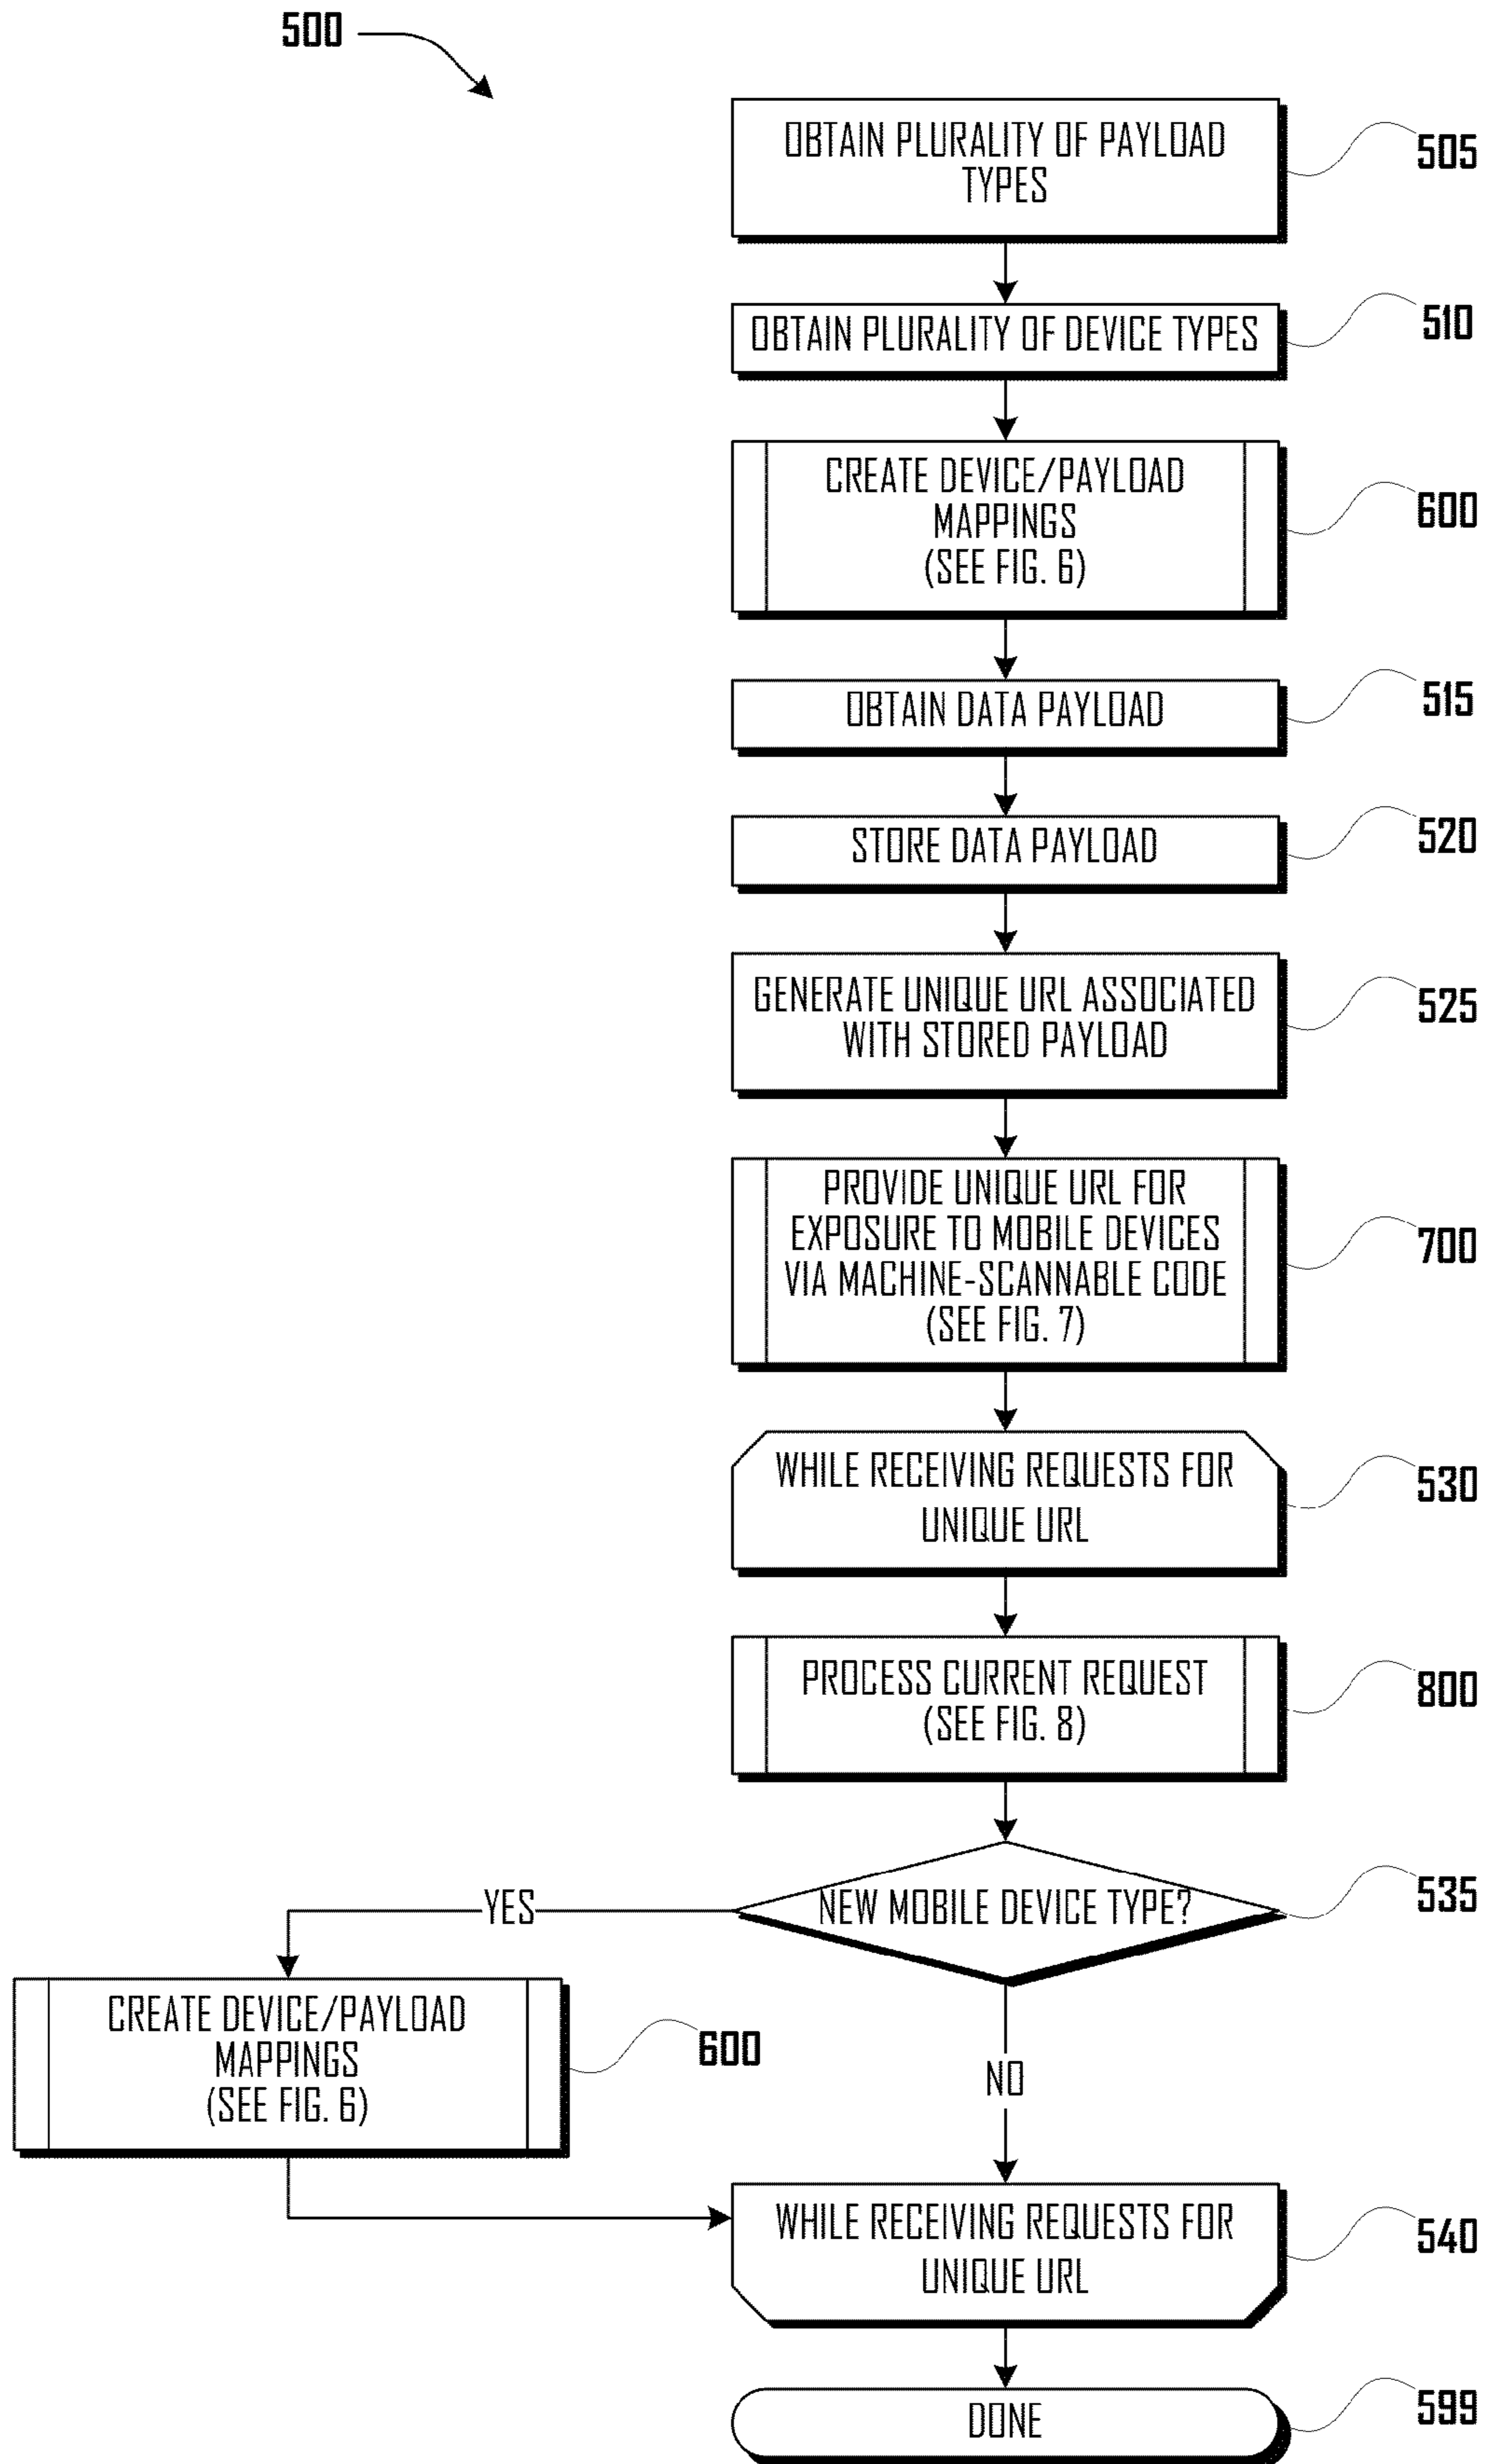 500
OBTAIN PLURALITY OF PAYLOAD
TYPES
505
OBTAIN PLURALITY OF DEVICE TYPES
510
CREATE DEVICE/PAYLOAD
MAPPINGS
(SEE FIG. 6)
600
OBTAIN DATA PAYLOAD
515
STORE DATA PAYLOAD
520
GENERATE UNIQUE URL ASSOCIATED
WITH STORED PAYLOAD
525
PROVIDE UNIQUE URL FOR
EXPOSURE TO MOBILE DEVICES
VIA MACHINE-SCANNABLE CODE
(SEE FIG. 7)
700
WHILE RECEIVING REQUESTS FOR
UNIQUE URL
530
PROCESS CURRENT REQUEST
(SEE FIG. 8)
800
NEW MOBILE DEVICE TYPE?
535
YES
CREATE DEVICE/PAYLOAD
MAPPINGS
(SEE FIG. 6)
600
NO
WHILE RECEIVING REQUESTS FOR
UNIQUE URL
540
DONE
599